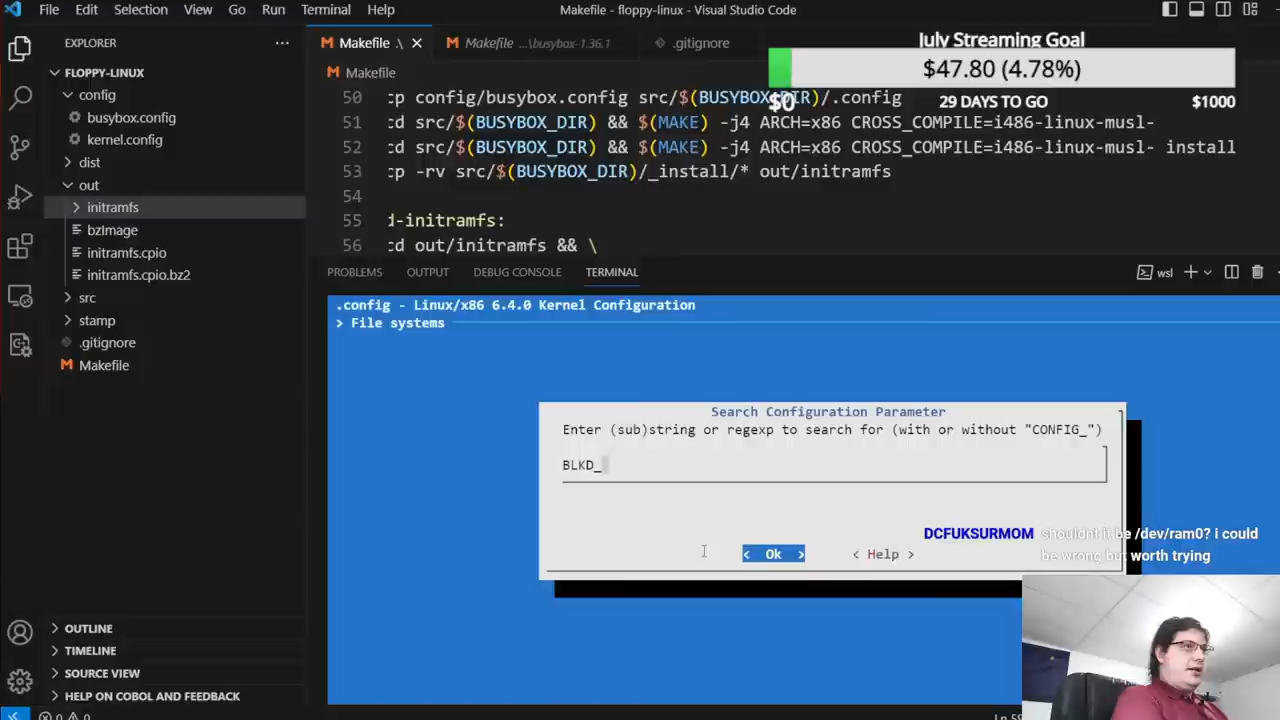 File Edit Selection View Go Run Terminal Help
Makefile - floppy-linux - Visual Studio Code
EXPLORER
FLOPPY-LINUX
config
busybox.config
kernel.config
dist
out
initramfs
bzImage
initramfs.cpio
initramfs.cpio.bz2
src
stamp
.gitignore
Makefile
OUTLINE
TIMELINE
SOURCE VIEW
HELP ON COBOL AND FEEDBACK
Makefile .\
Makefile ...\busybox-1.36.1
.gitignore
Makefile
July Streaming Goal
$47.80 (4.78%)
$0 29 DAYS TO GO $1000
50 cp config/busybox.config src/$(BUSYBOX_DIR)/.config
51 cd src/$(BUSYBOX_DIR) && $(MAKE) -j4 ARCH=x86 CROSS_COMPILE=i486-linux-musl-
52 cd src/$(BUSYBOX_DIR) && $(MAKE) -j4 ARCH=x86 CROSS_COMPILE=i486-linux-musl- install
53 cp -rv src/$(BUSYBOX_DIR)/_install/* out/initramfs
54
55 d-initramfs:
56 cd out/initramfs && \
PROBLEMS OUTPUT DEBUG CONSOLE TERMINAL
wsl
.config - Linux/x86 6.4.0 Kernel Configuration
> File systems
Search Configuration Parameter
Enter (sub)string or regexp to search for (with or without "CONFIG_")
BLKD_
< Ok > < Help >
DCFUKSURMOM shouldnt it be /dev/ram0? i could
be wrong but worth trying
0 0